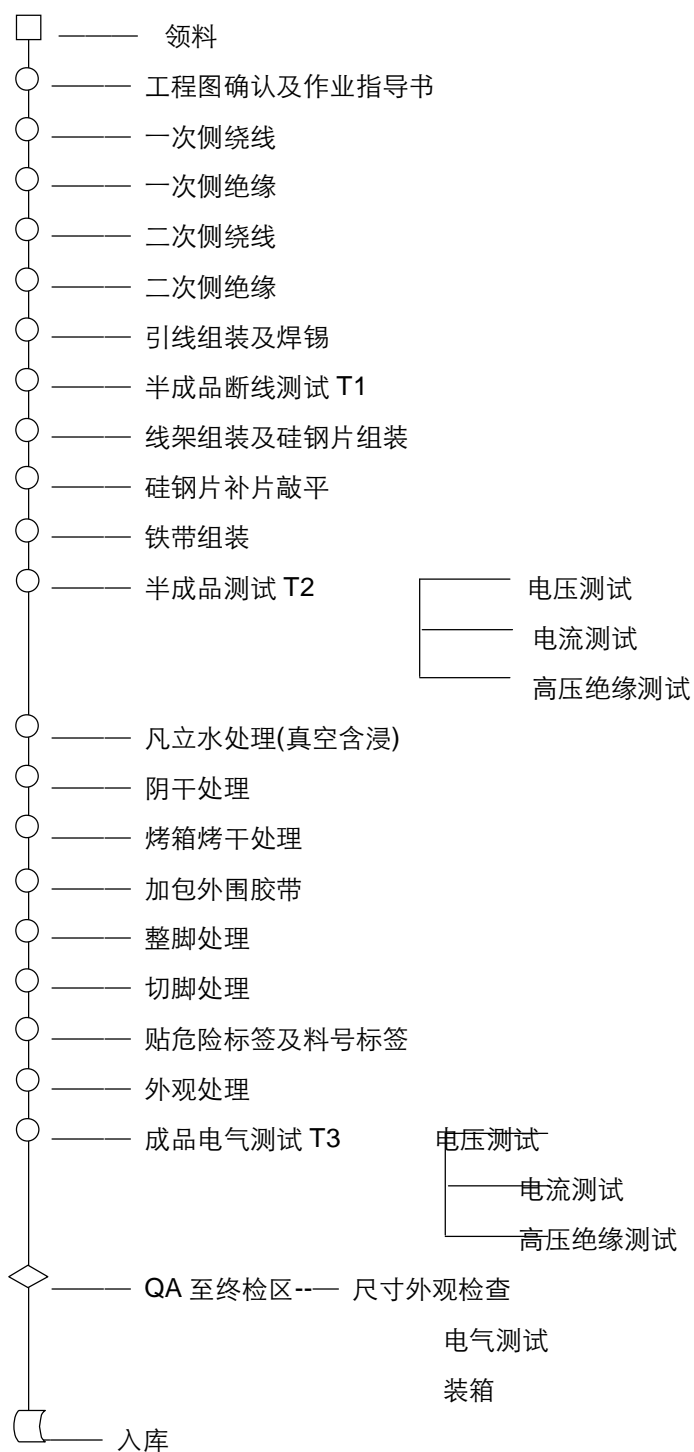 领料
工程图确认及作业指导书
一次侧绕线
一次侧绝缘
二次侧绕线
二次侧绝缘
引线组装及焊锡
半成品断线测试 T1
线架组装及硅钢片组装
硅钢片补片敲平
铁带组装
半成品测试 T2 电压测试
电流测试
高压绝缘测试
凡立水处理(真空含浸)
阴干处理
烤箱烤干处理
加包外围胶带
整脚处理
切脚处理
贴危险标签及料号标签
外观处理
成品电气测试 T3 电压测试
电流测试
高压绝缘测试
QA 至终检区--— 尺寸外观检查
电气测试
装箱
入库